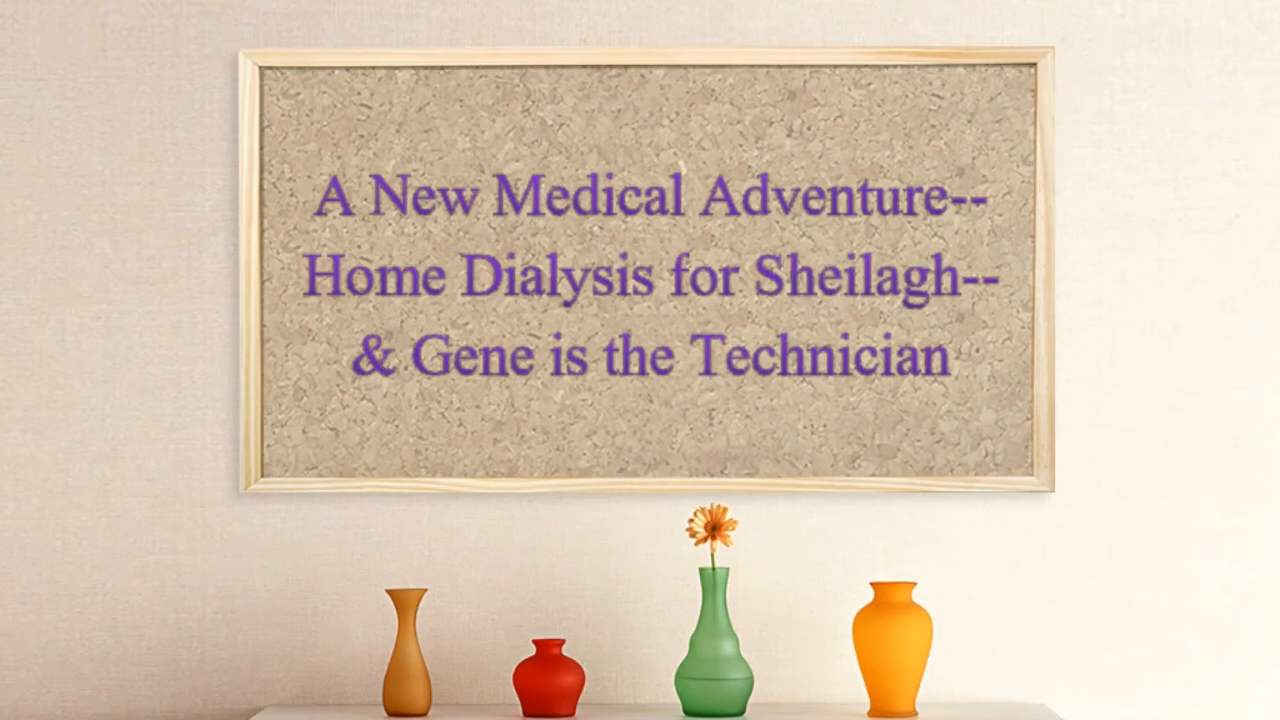 A New Medical Adventure--
Home Dialysis for Sheilagh--
& Gene is the Technician